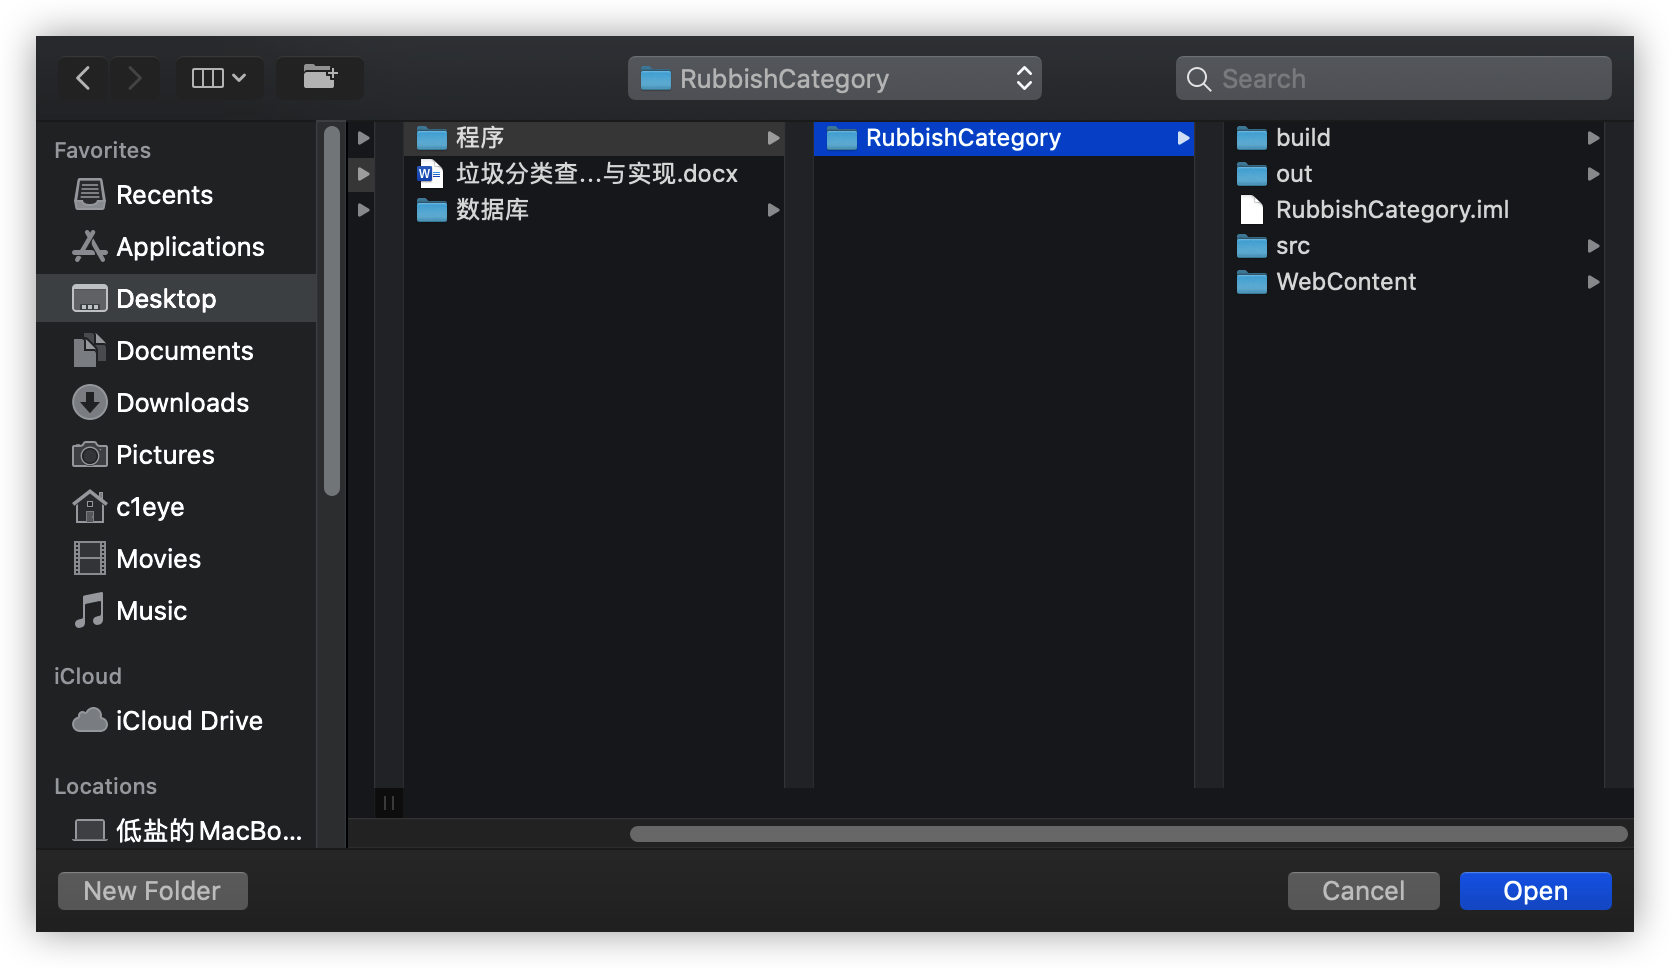 RubbishCategory
Search
Favorites
Recents
Applications
Desktop
Documents
Downloads
Pictures
c1eye
Movies
Music
iCloud
iCloud Drive
Locations
低盐的MacBo...
程序
垃圾分类查...与实现.docx
数据库
RubbishCategory
build
out
RubbishCategory.iml
src
WebContent
New Folder
Cancel
Open